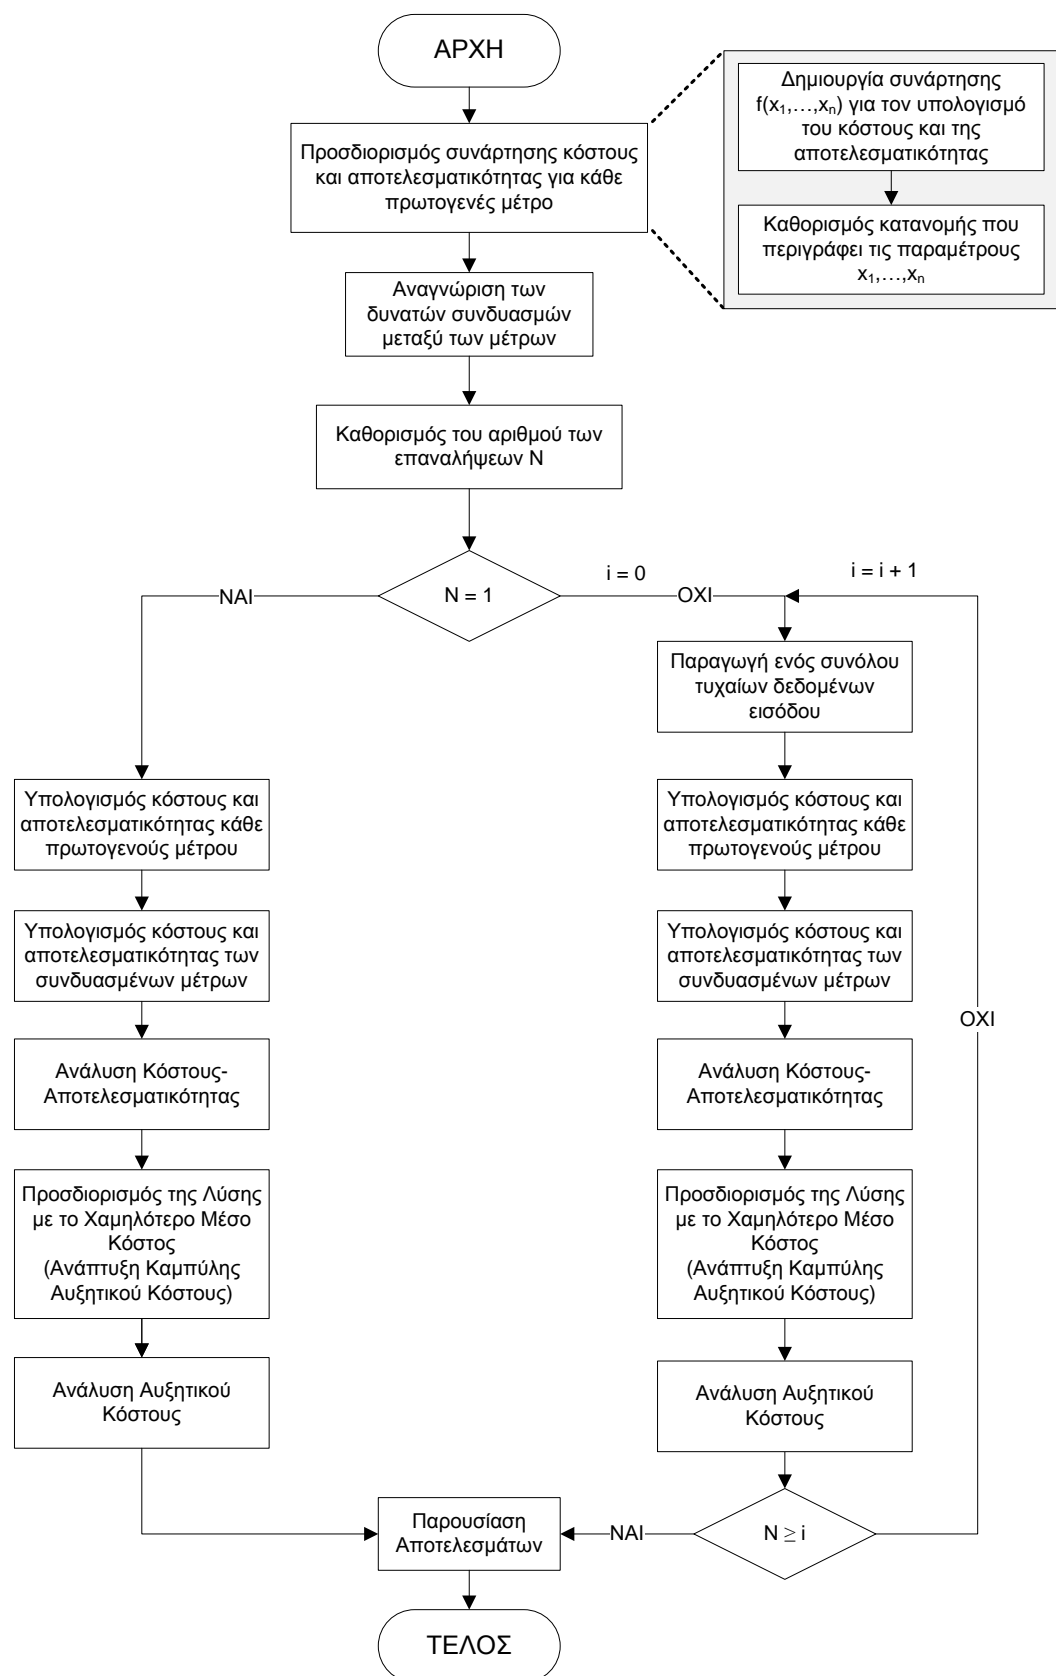 ΑΡΧΗ
Προσδιορισμός συνάρτησης κόστους
και αποτελεσματικότητας για κάθε
πρωτογενές μέτρο
Δημιουργία συνάρτησης
f(x₁,…,xₙ) για τον υπολογισμό
του κόστους και της
αποτελεσματικότητας
Καθορισμός κατανομής που
περιγράφει τις παραμέτρους
x₁,…,xₙ
Αναγνώριση των
δυνατών συνδυασμών
μεταξύ των μέτρων
Καθορισμός του αριθμού των
επαναλήψεων Ν
N = 1
ΝΑΙ
i = 0
ΟΧΙ
i = i + 1
Υπολογισμός κόστους και
αποτελεσματικότητας κάθε
πρωτογενούς μέτρου
Υπολογισμός κόστους και
αποτελεσματικότητας των
συνδυασμένων μέτρων
Ανάλυση Κόστους-
Αποτελεσματικότητας
Προσδιορισμός της Λύσης
με το Χαμηλότερο Μέσο
Κόστος
(Ανάπτυξη Καμπύλης
Αυξητικού Κόστους)
Ανάλυση Αυξητικού
Κόστους
Παραγωγή ενός συνόλου
τυχαίων δεδομένων
εισόδου
Υπολογισμός κόστους και
αποτελεσματικότητας κάθε
πρωτογενούς μέτρου
Υπολογισμός κόστους και
αποτελεσματικότητας των
συνδυασμένων μέτρων
Ανάλυση Κόστους-
Αποτελεσματικότητας
Προσδιορισμός της Λύσης
με το Χαμηλότερο Μέσο
Κόστος
(Ανάπτυξη Καμπύλης
Αυξητικού Κόστους)
Ανάλυση Αυξητικού
Κόστους
ΟΧΙ
N ≥ i
ΝΑΙ
Παρουσίαση
Αποτελεσμάτων
ΤΕΛΟΣ